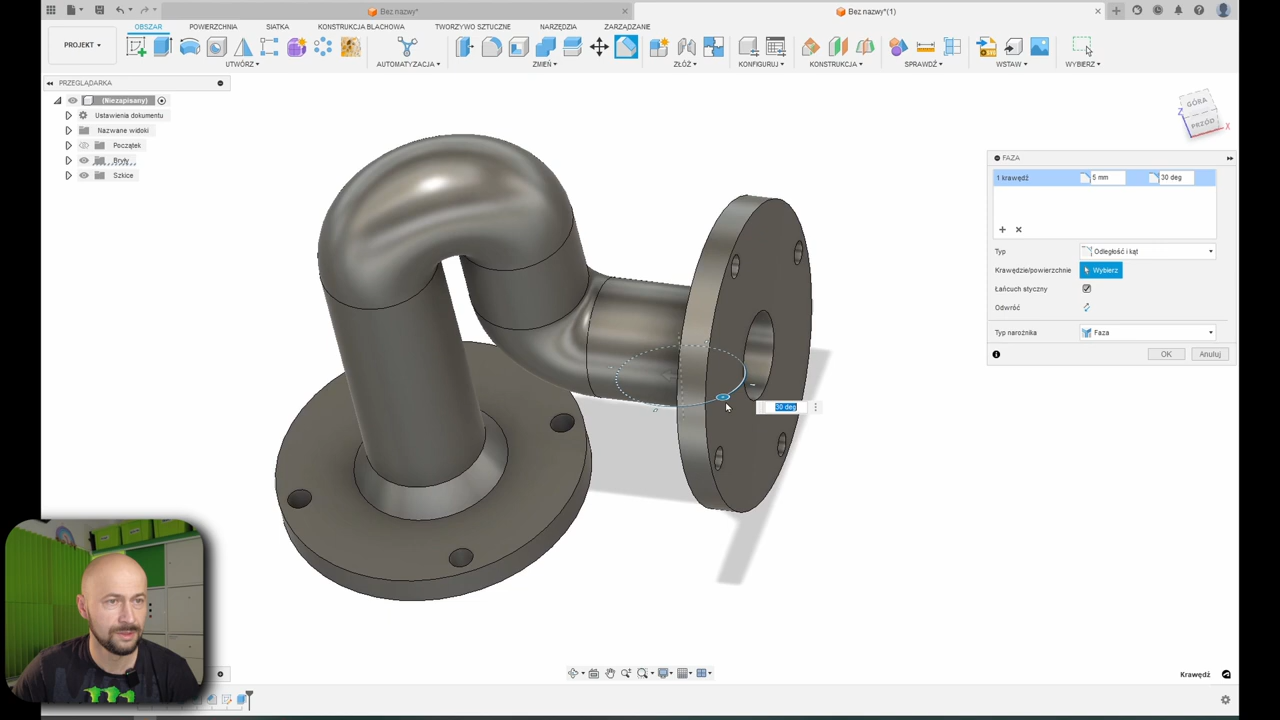 Bez nazwy*
Bez nazwy*(1)
OBSZAR
POWIERZCHNIA
SIATKA
KONSTRUKCJA BLACHOWA
TWORZYWO SZTUCZNE
NARZĘDZIA
ZARZĄDZANIE
PROJEKT
UTWÓRZ
AUTOMATYZACJA
ZMIEŃ
ZŁÓŻ
KONFIGURUJ
KONSTRUKCJA
SPRAWDŹ
WSTAW
WYBIERZ
PRZEGLĄDARKA
(Niezapisany)
Ustawienia dokumentu
Nazwane widoki
Początek
Bryły
Szkice
GÓRA
PRZÓD
Z
X
FAZA
1 krawędź
5 mm
30 deg
Typ
Odległość i kąt
Krawędzie/powierzchnie
Wybierz
Łańcuch styczny
Odwróć
Typ narożnika
Faza
OK
Anuluj
30 deg
Krawędź